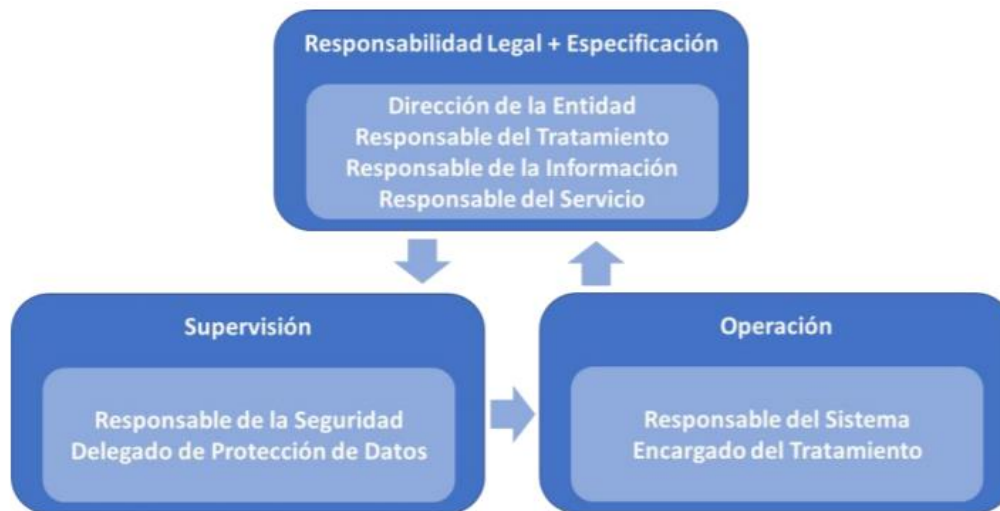 Responsabilidad Legal + Especificación
Dirección de la Entidad
Responsable del Tratamiento
Responsable de la Información
Responsable del Servicio
Supervisión
Responsable de la Seguridad
Delegado de Protección de Datos
Operación
Responsable del Sistema
Encargado del Tratamiento